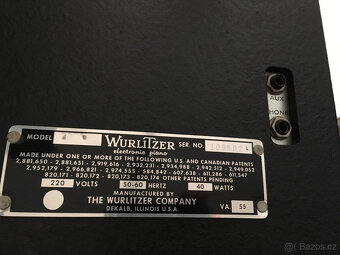 AUX
PHONES
MODEL WURLITZER SER. NO. L
electronic piano
MADE UNDER ONE OR MORE OF THE FOLLOWING U.S. AND CANADIAN PATENTS
2,881,650 - 2,881,651 - 2,919,616 - 2,932,231 - 2,934,988 - 2,942,512 - 2,949,053
2,952,179 - 2,966,821 - 2,974,555 - 584,842 - 607,638 - 611,286 - 611,547
820,171 - 820,172 - 820,173 - 820,174 OTHER PATENTS PENDING
220 VOLTS 50-60 HERTZ 40 WATTS
MANUFACTURED BY
THE WURLITZER COMPANY
DEKALB, ILLINOIS U.S.A. VA. 55
sbazar.cz